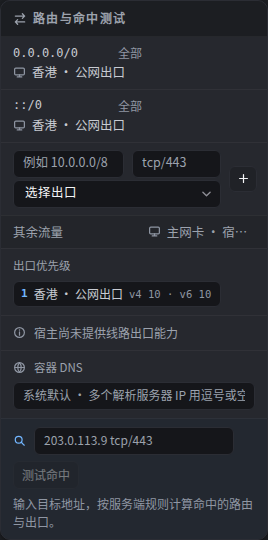 路由与命中测试
0.0.0.0/0 全部
香港 · 公网出口
::/0 全部
香港 · 公网出口
例如 10.0.0.0/8 tcp/443
选择出口
+
其余流量 主网卡 · 宿…
出口优先级
1 香港 · 公网出口 v4 10 · v6 10
宿主尚未提供线路出口能力
容器 DNS
系统默认 · 多个解析服务器 IP 用逗号或空
203.0.113.9 tcp/443
测试命中
输入目标地址，按服务端规则计算命中的路由
与出口。